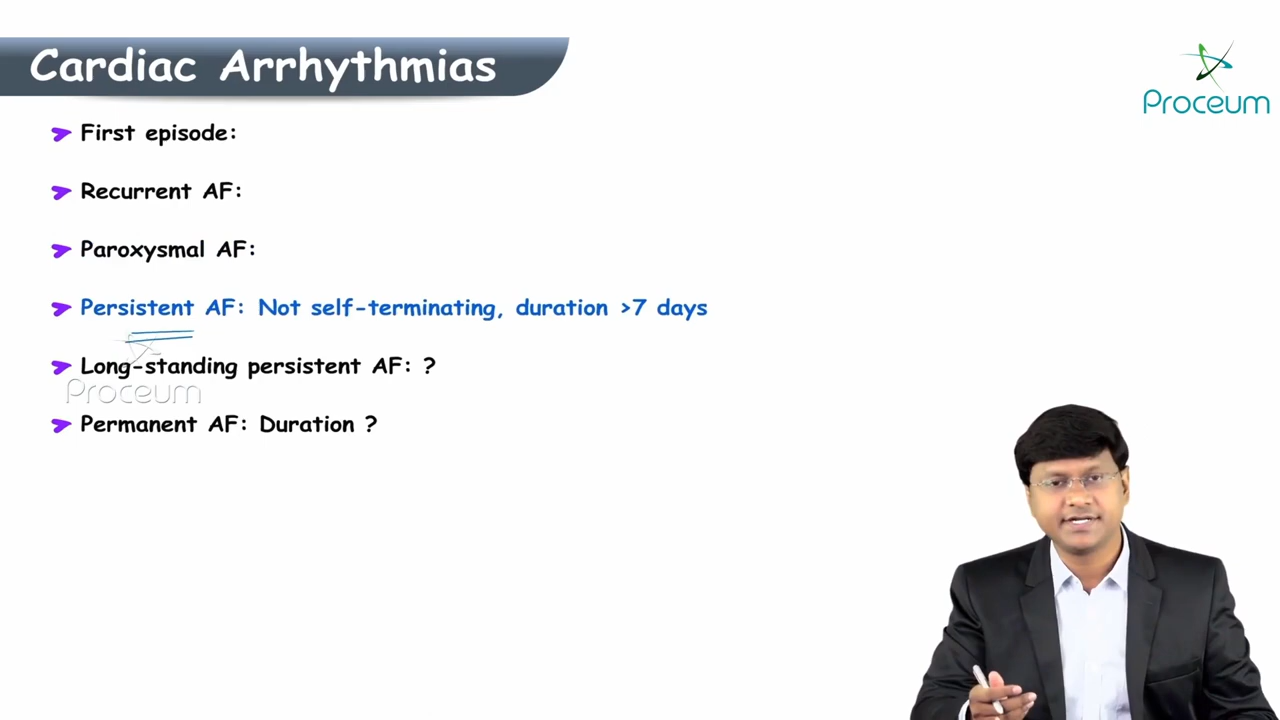 Cardiac Arrhythmias
Proceum
First episode:
Recurrent AF:
Paroxysmal AF:
Persistent AF: Not self-terminating, duration >7 days
Long-standing persistent AF: ?
Proceum
Permanent AF: Duration ?